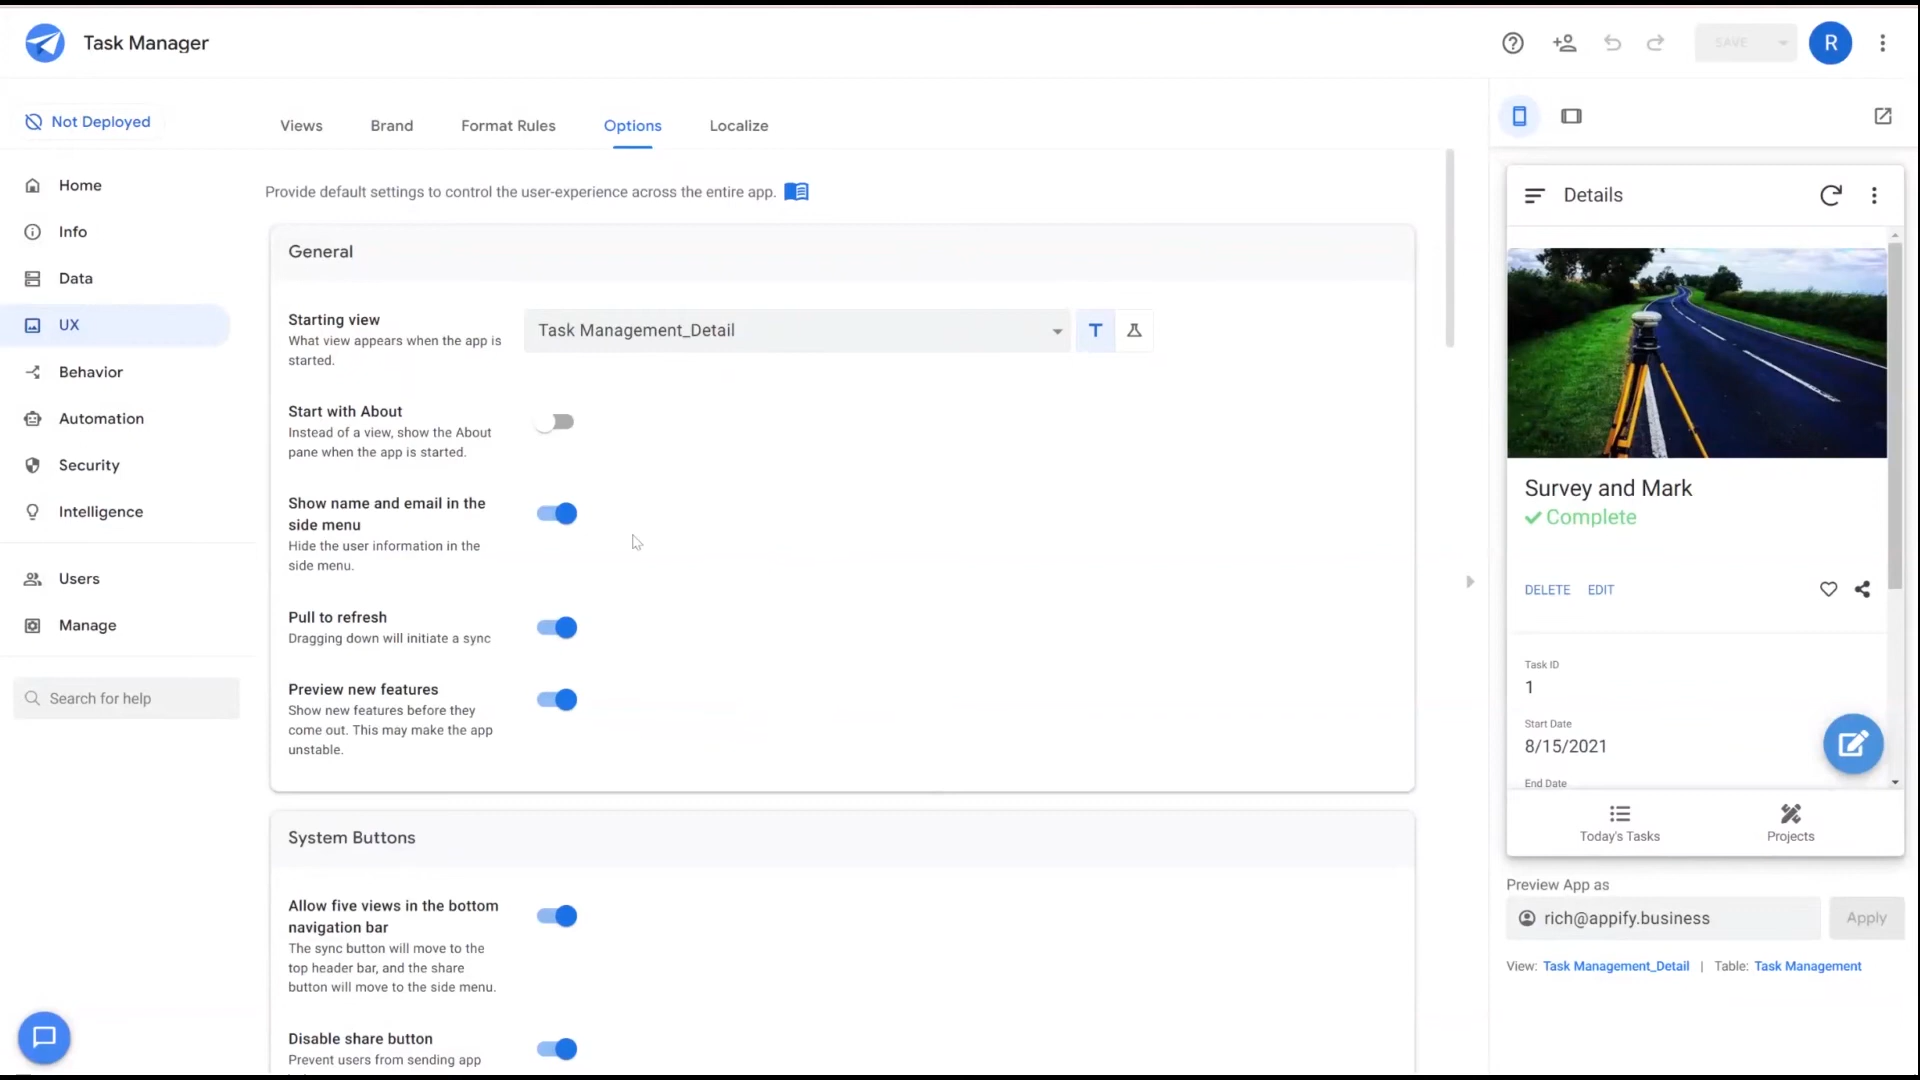 Task Manager
SAVE
R
Not Deployed
Views
Brand
Format Rules
Options
Localize
Home
Info
Data
UX
Behavior
Automation
Security
Intelligence
Users
Manage
Search for help
Provide default settings to control the user-experience across the entire app.
General
Starting view
What view appears when the app is
started.
Task Management_Detail
T
Start with About
Instead of a view, show the About
pane when the app is started.
Show name and email in the
side menu
Hide the user information in the
side menu.
Pull to refresh
Dragging down will initiate a sync
Preview new features
Show new features before they
come out. This may make the app
unstable.
System Buttons
Allow five views in the bottom
navigation bar
The sync button will move to the
top header bar, and the share
button will move to the side menu.
Disable share button
Prevent users from sending app
Details
Survey and Mark
Complete
DELETE EDIT
Task ID
1
Start Date
8/15/2021
End Date
Today's Tasks
Projects
Preview App as
rich@appify.business
Apply
View: Task Management_Detail | Table: Task Management